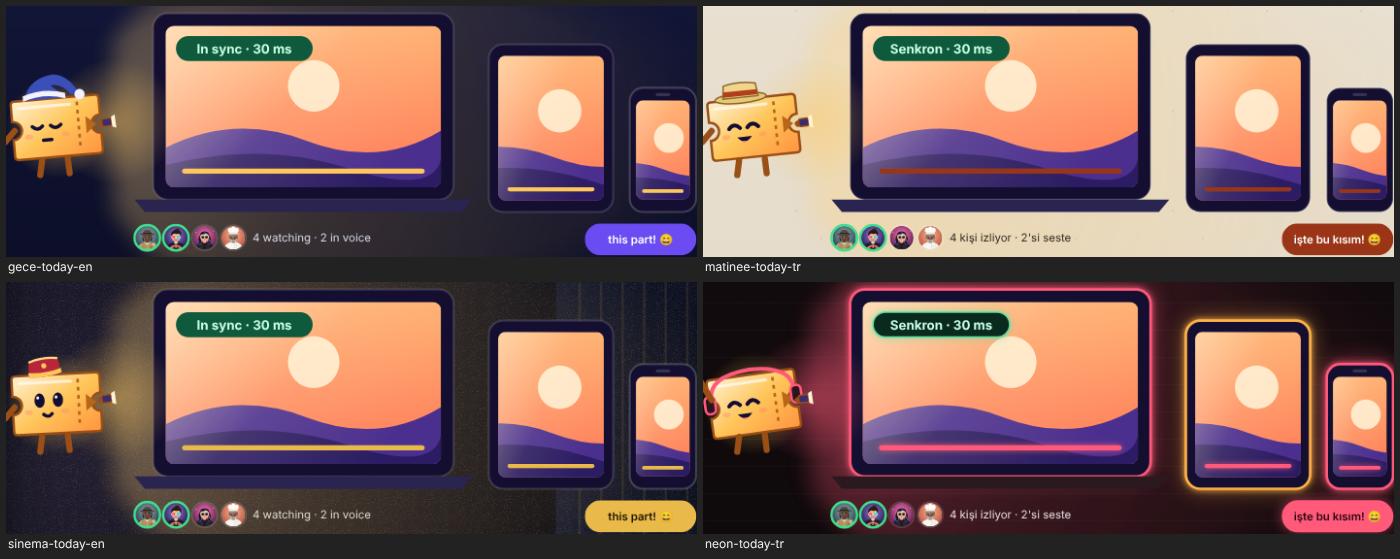 In sync · 30 ms
4 watching · 2 in voice
this part! 😄
gece-today-en
Senkron · 30 ms
4 kişi izliyor · 2'si seste
işte bu kısım! 😄
matinee-today-tr
In sync · 30 ms
4 watching · 2 in voice
this part! 😄
sinema-today-en
Senkron · 30 ms
4 kişi izliyor · 2'si seste
işte bu kısım! 😄
neon-today-tr